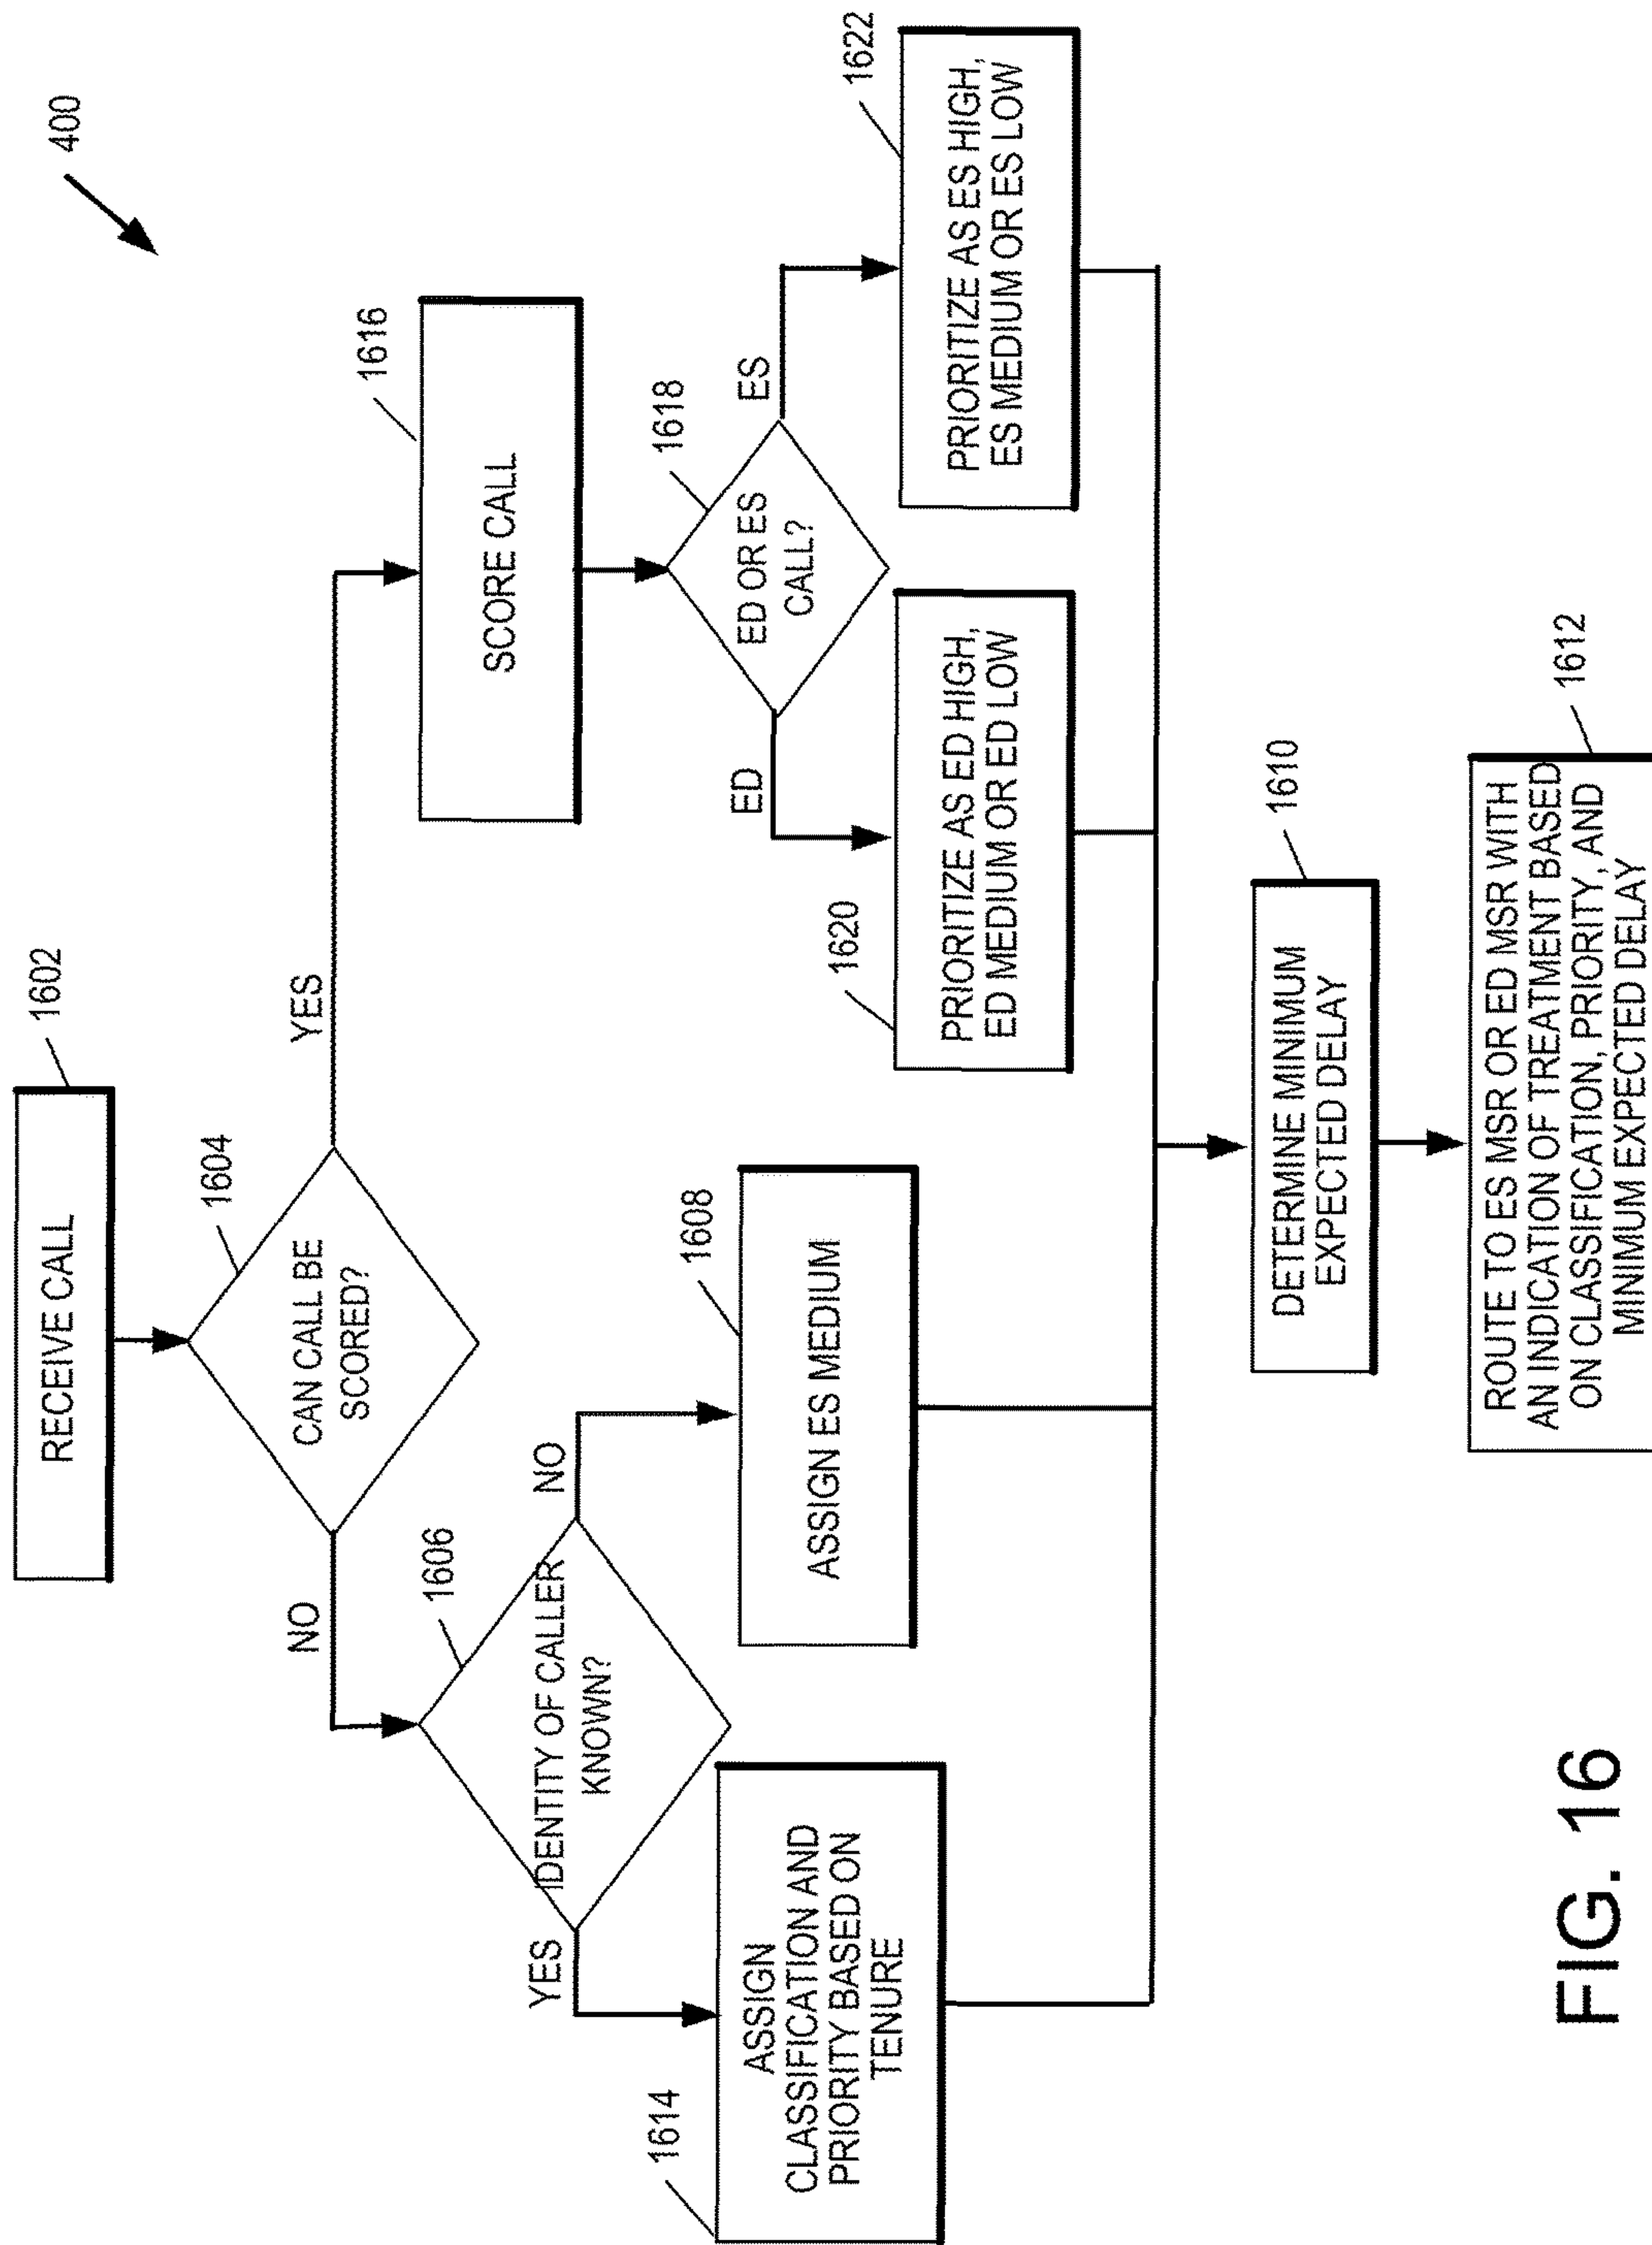 400
RECEIVE CALL
1602
CAN CALL BE
SCORED?
1604
NO
YES
IDENTITY OF CALLER
KNOWN?
1606
YES
NO
SCORE CALL
1616
ED OR ES
CALL?
1618
ED
ES
1614
ASSIGN
CLASSIFICATION AND
PRIORITY BASED ON
TENURE
ASSIGN ES MEDIUM
1608
1620
PRIORITIZE AS ED HIGH,
ED MEDIUM OR ED LOW
PRIORITIZE AS ES HIGH,
ES MEDIUM OR ES LOW
1622
DETERMINE MINIMUM
EXPECTED DELAY
1610
ROUTE TO ES MSR OR ED MSR WITH
AN INDICATION OF TREATMENT BASED
ON CLASSIFICATION, PRIORITY, AND
MINIMUM EXPECTED DELAY
1612
FIG. 16